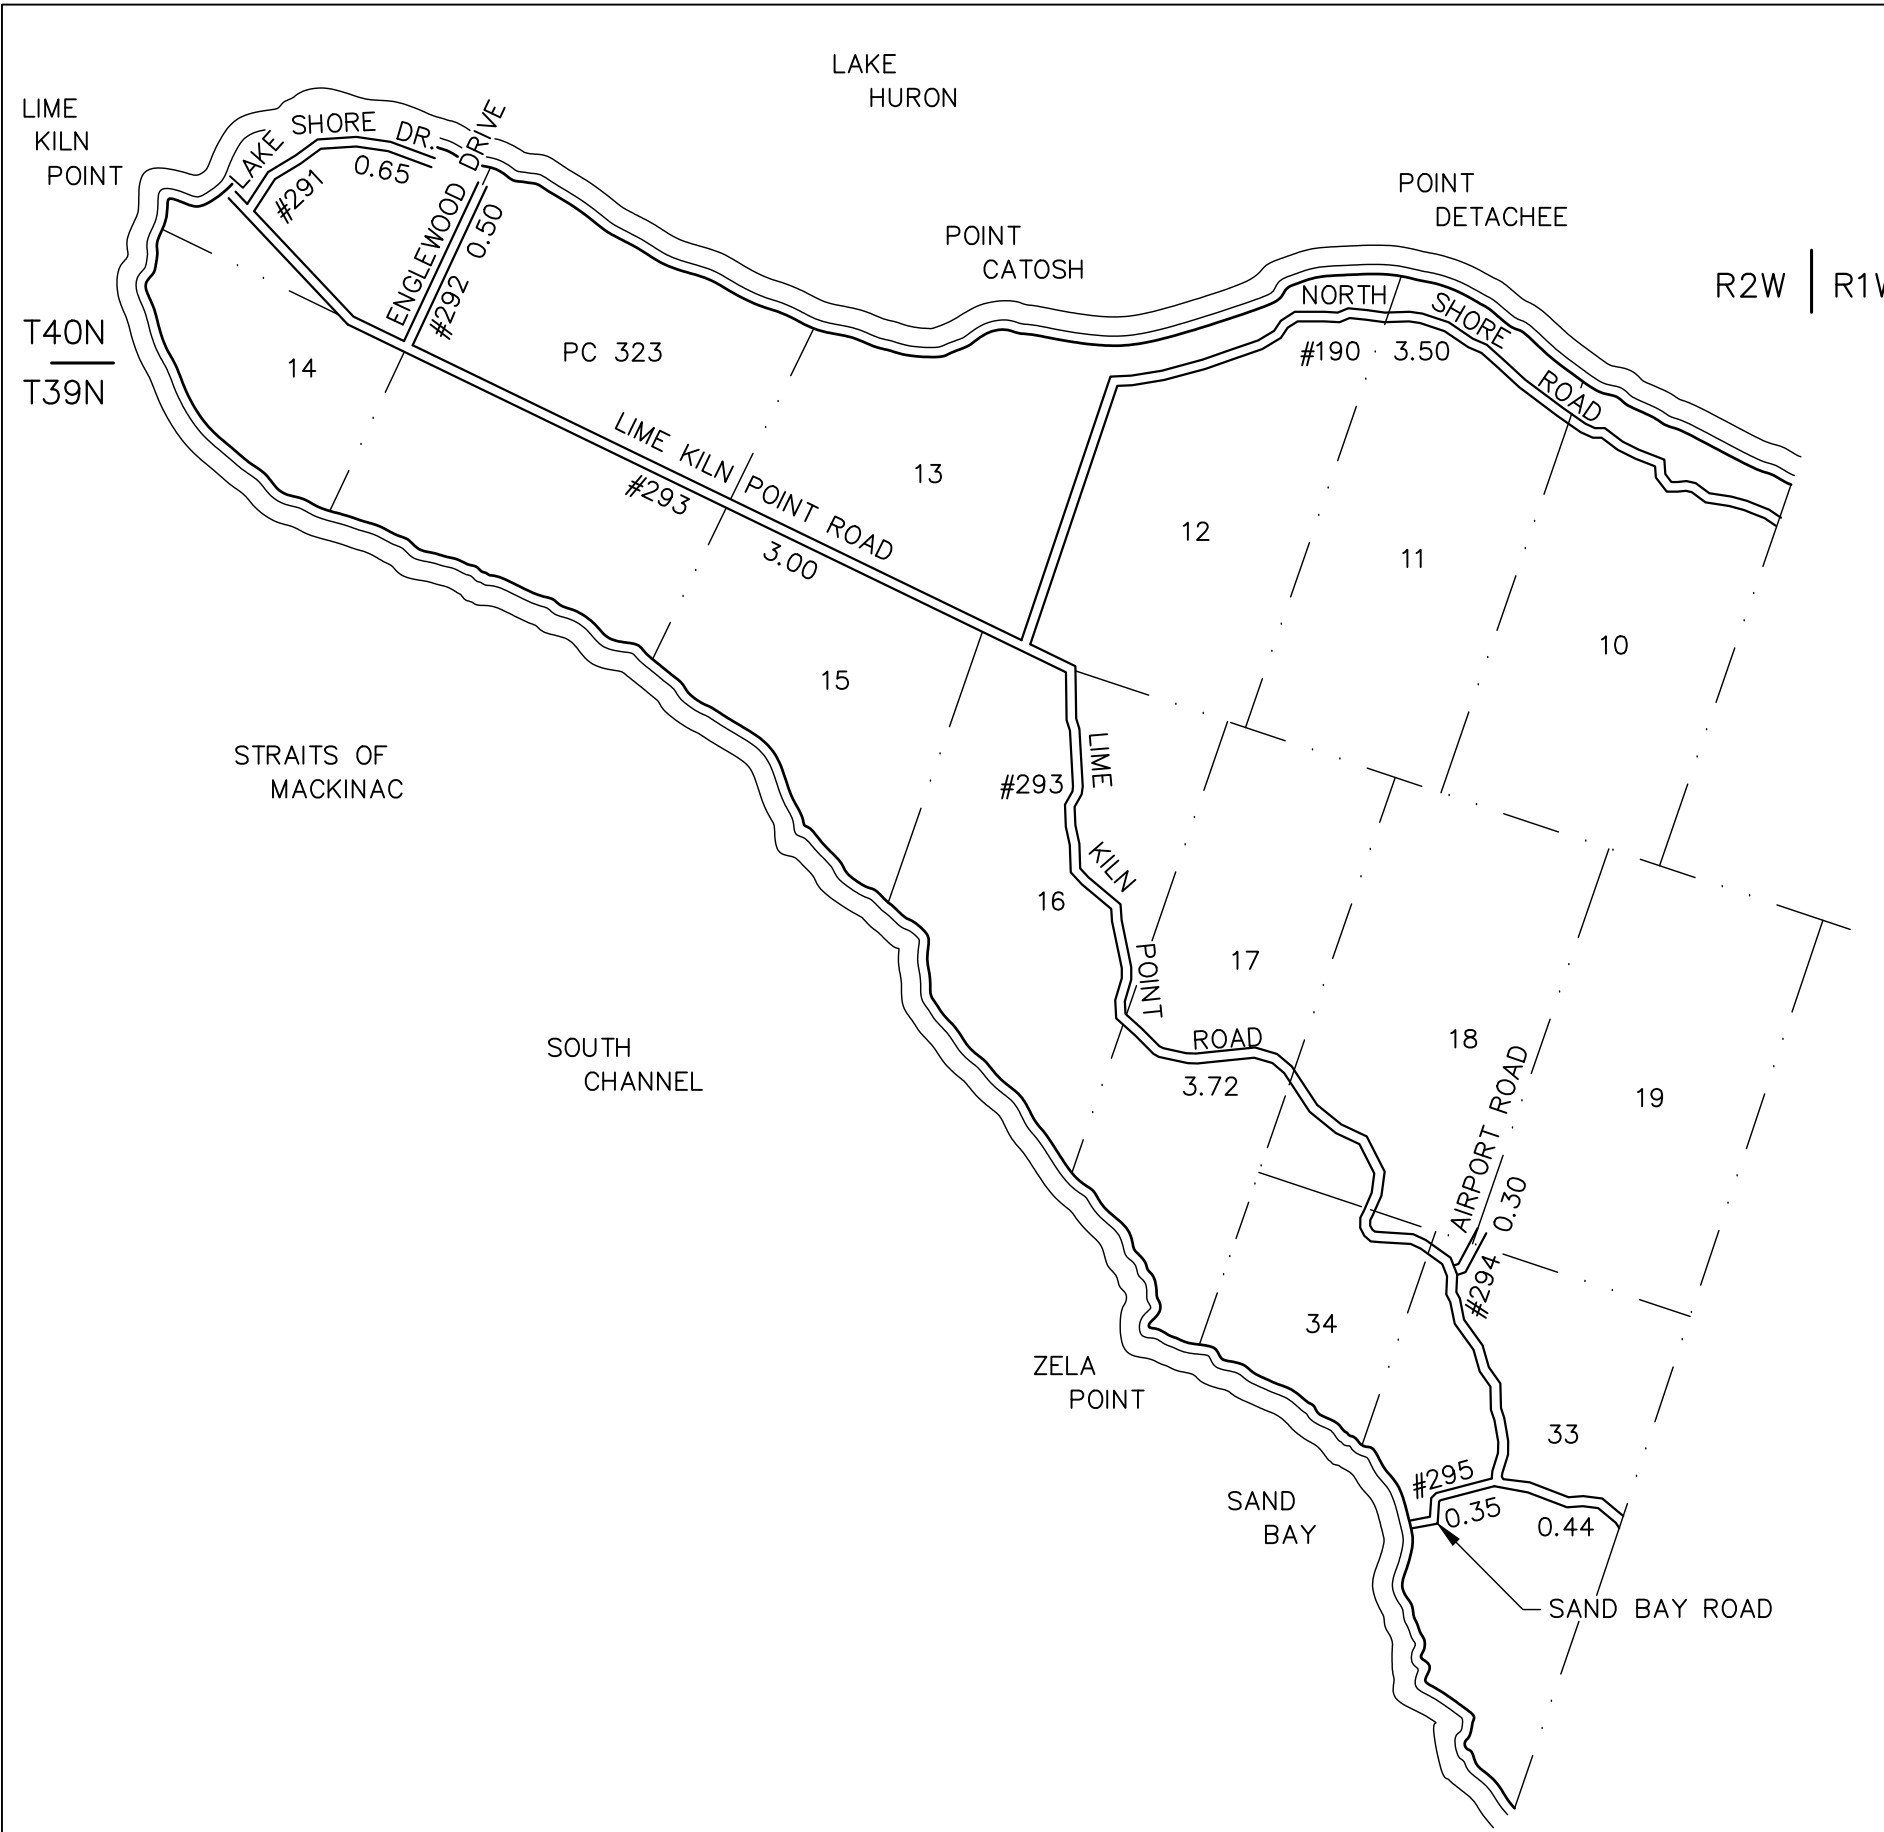 LAKE
HURON
LIME
KILN
POINT
LAKE SHORE DR.
#291
0.65
ENGLEWOOD DRIVE
#292 0.50
POINT
CATOSH
POINT
DETACHEE
R2W
T40N
T39N
14
PC 323
NORTH SHORE ROAD
#190 3.50
LIME KILN POINT ROAD
#293
3.00
13
12
11
10
15
STRAITS OF
MACKINAC
#293
LIME KILN POINT ROAD
3.72
16
17
18
19
SOUTH
CHANNEL
AIRPORT ROAD
#294 0.30
34
ZELA
POINT
33
#295
0.35
0.44
SAND
BAY
SAND BAY ROAD